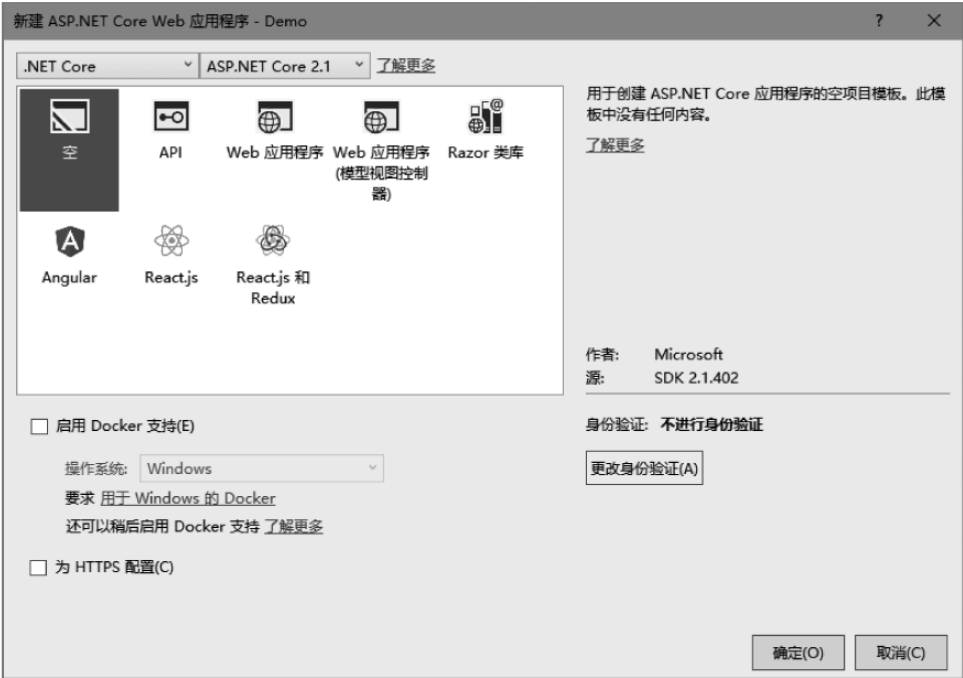 新建 ASP.NET Core Web 应用程序 - Demo
? ×
.NET Core ASP.NET Core 2.1 了解更多
空
API
Web 应用程序
Web 应用程序
(模型视图控制
器)
Razor 类库
Angular
React.js
React.js 和
Redux
用于创建 ASP.NET Core 应用程序的空项目模板。此模
板中没有任何内容。
了解更多
作者: Microsoft
源: SDK 2.1.402
启用 Docker 支持(E)
操作系统: Windows
要求 用于 Windows 的 Docker
还可以稍后启用 Docker 支持 了解更多
为 HTTPS 配置(C)
身份验证: 不进行身份验证
更改身份验证(A)
确定(O) 取消(C)